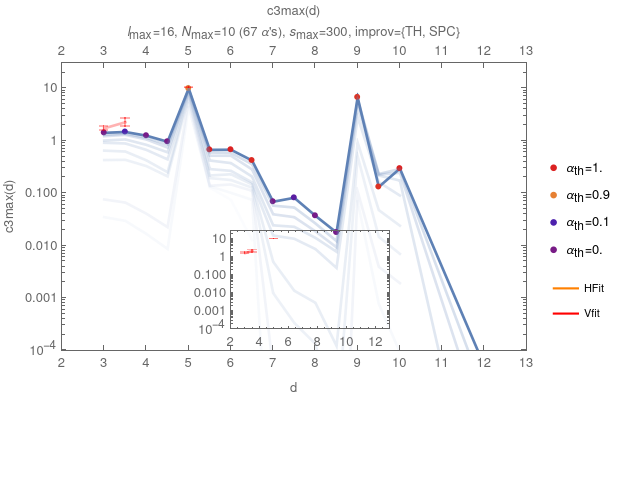 c3max(d)
lmax=16, Nmax=10 (67 α's), smax=300, improv={TH, SPC}
2 3 4 5 6 7 8 9 10 11 12 13
10
1
0.100
0.010
0.001
10⁻⁴
c3max(d)
10
1
0.100
0.010
0.001
10⁻⁴
2 4 6 8 10 12
2 3 4 5 6 7 8 9 10 11 12 13
d
αth=1.
αth=0.9
αth=0.1
αth=0.
HFit
Vfit